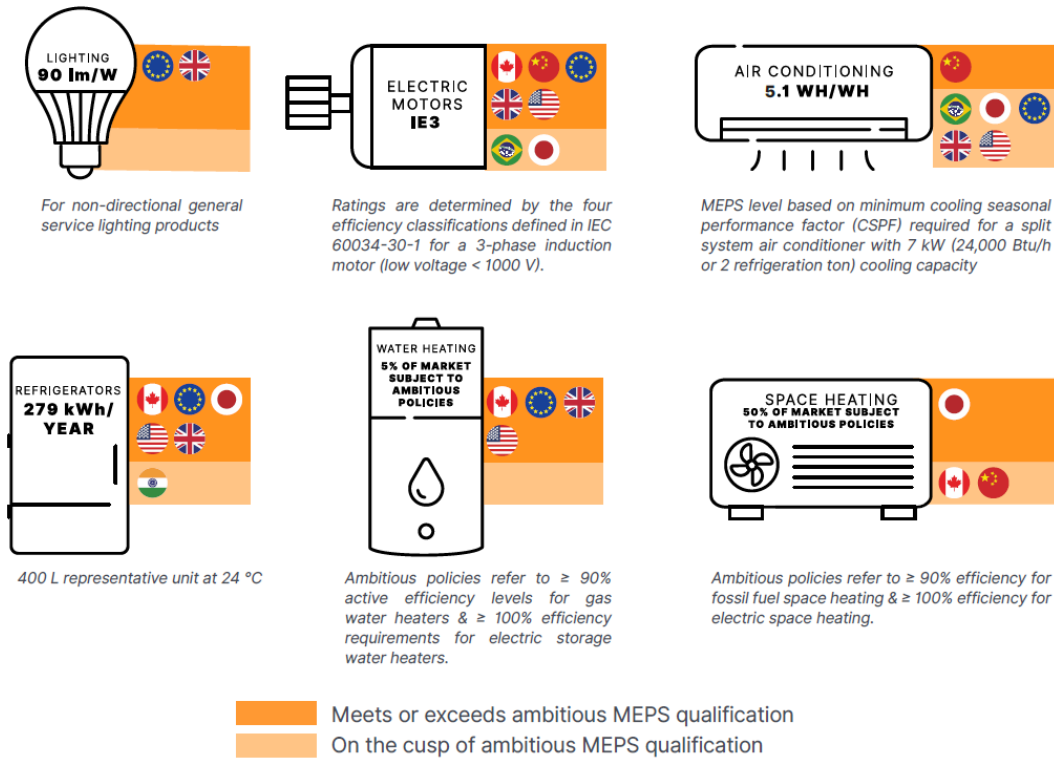 LIGHTING
90 lm/W
For non-directional general
service lighting products
ELECTRIC
MOTORS
IE3
Ratings are determined by the four
efficiency classifications defined in IEC
60034-30-1 for a 3-phase induction
motor (low voltage < 1000 V).
AIR CONDITIONING
5.1 WH/WH
MEPS level based on minimum cooling seasonal
performance factor (CSPF) required for a split
system air conditioner with 7 kW (24,000 Btu/h
or 2 refrigeration ton) cooling capacity
REFRIGERATORS
279 kWh/
YEAR
400 L representative unit at 24 °C
WATER HEATING
5% OF MARKET
SUBJECT TO
AMBITIOUS
POLICIES
Ambitious policies refer to ≥ 90%
active efficiency levels for gas
water heaters & ≥ 100% efficiency
requirements for electric storage
water heaters.
SPACE HEATING
50% OF MARKET SUBJECT
TO AMBITIOUS POLICIES
Ambitious policies refer to ≥ 90% efficiency for
fossil fuel space heating & ≥ 100% efficiency for
electric space heating.
Meets or exceeds ambitious MEPS qualification
On the cusp of ambitious MEPS qualification